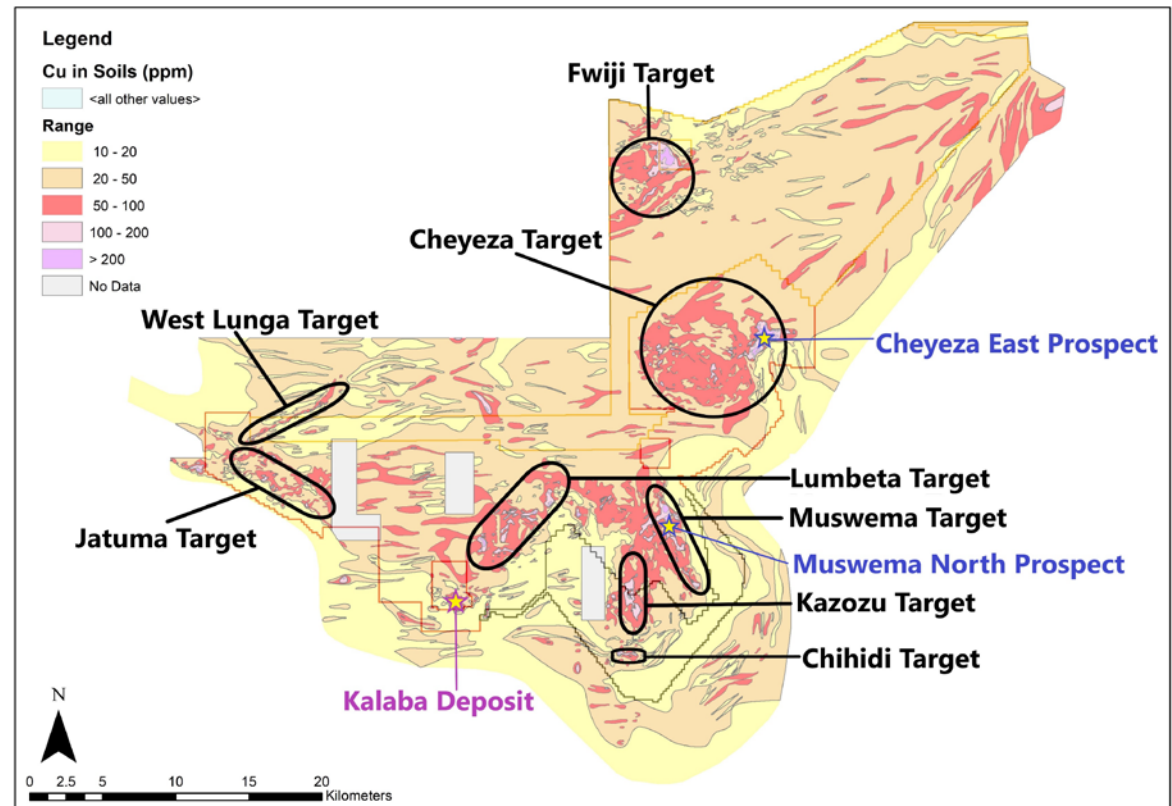 Legend
Cu in Soils (ppm)
<all other values>
Range
10 - 20
20 - 50
50 - 100
100 - 200
> 200
No Data
Fwiji Target
Cheyeza Target
West Lunga Target
Cheyeza East Prospect
Lumbeta Target
Muswema Target
Jatuma Target
Muswema North Prospect
Kazozu Target
Chihidi Target
Kalaba Deposit
N
0 2.5 5 10 15 20
Kilometers